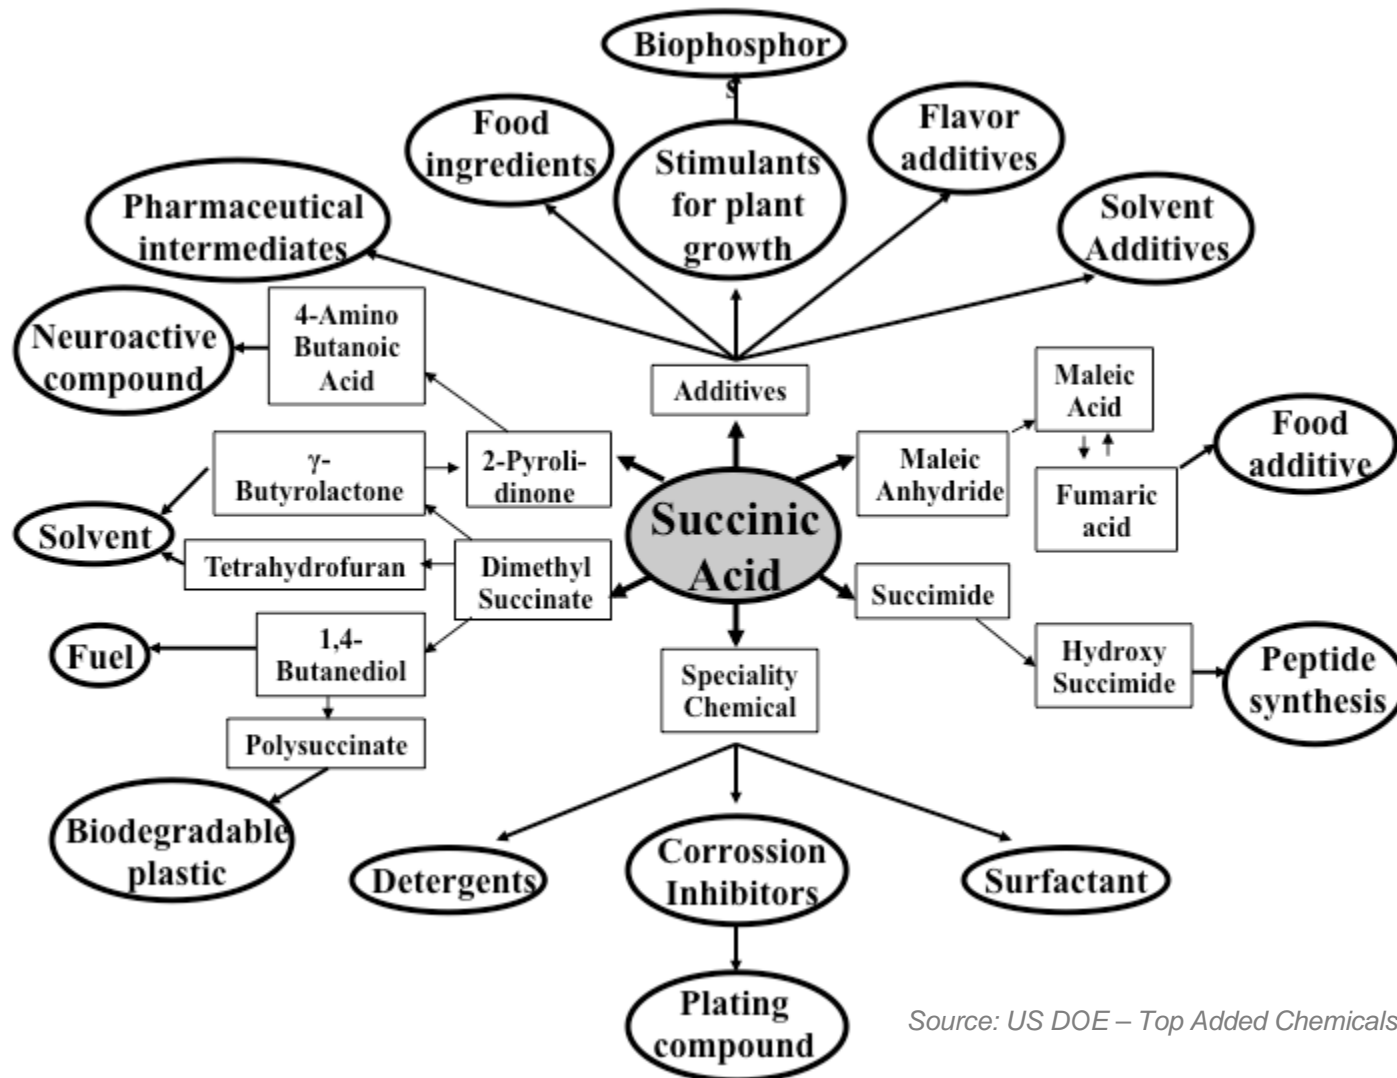 Biophosphor
s
Food
ingredients
Stimulants
for plant
growth
Flavor
additives
Solvent
Additives
Pharmaceutical
intermediates
Neuroactive
compound
4-Amino
Butanoic
Acid
Additives
Maleic
Acid
Food
additive
γ-
Butyrolactone
2-Pyroli-
dinone
Maleic
Anhydride
Fumaric
acid
Succinic
Acid
Solvent
Tetrahydrofuran
Dimethyl
Succinate
Succimide
Fuel
1,4-
Butanediol
Speciality
Chemical
Hydroxy
Succimide
Peptide
synthesis
Polysuccinate
Biodegradable
plastic
Detergents
Corrossion
Inhibitors
Surfactant
Plating
compound
Source: US DOE – Top Added Chemicals